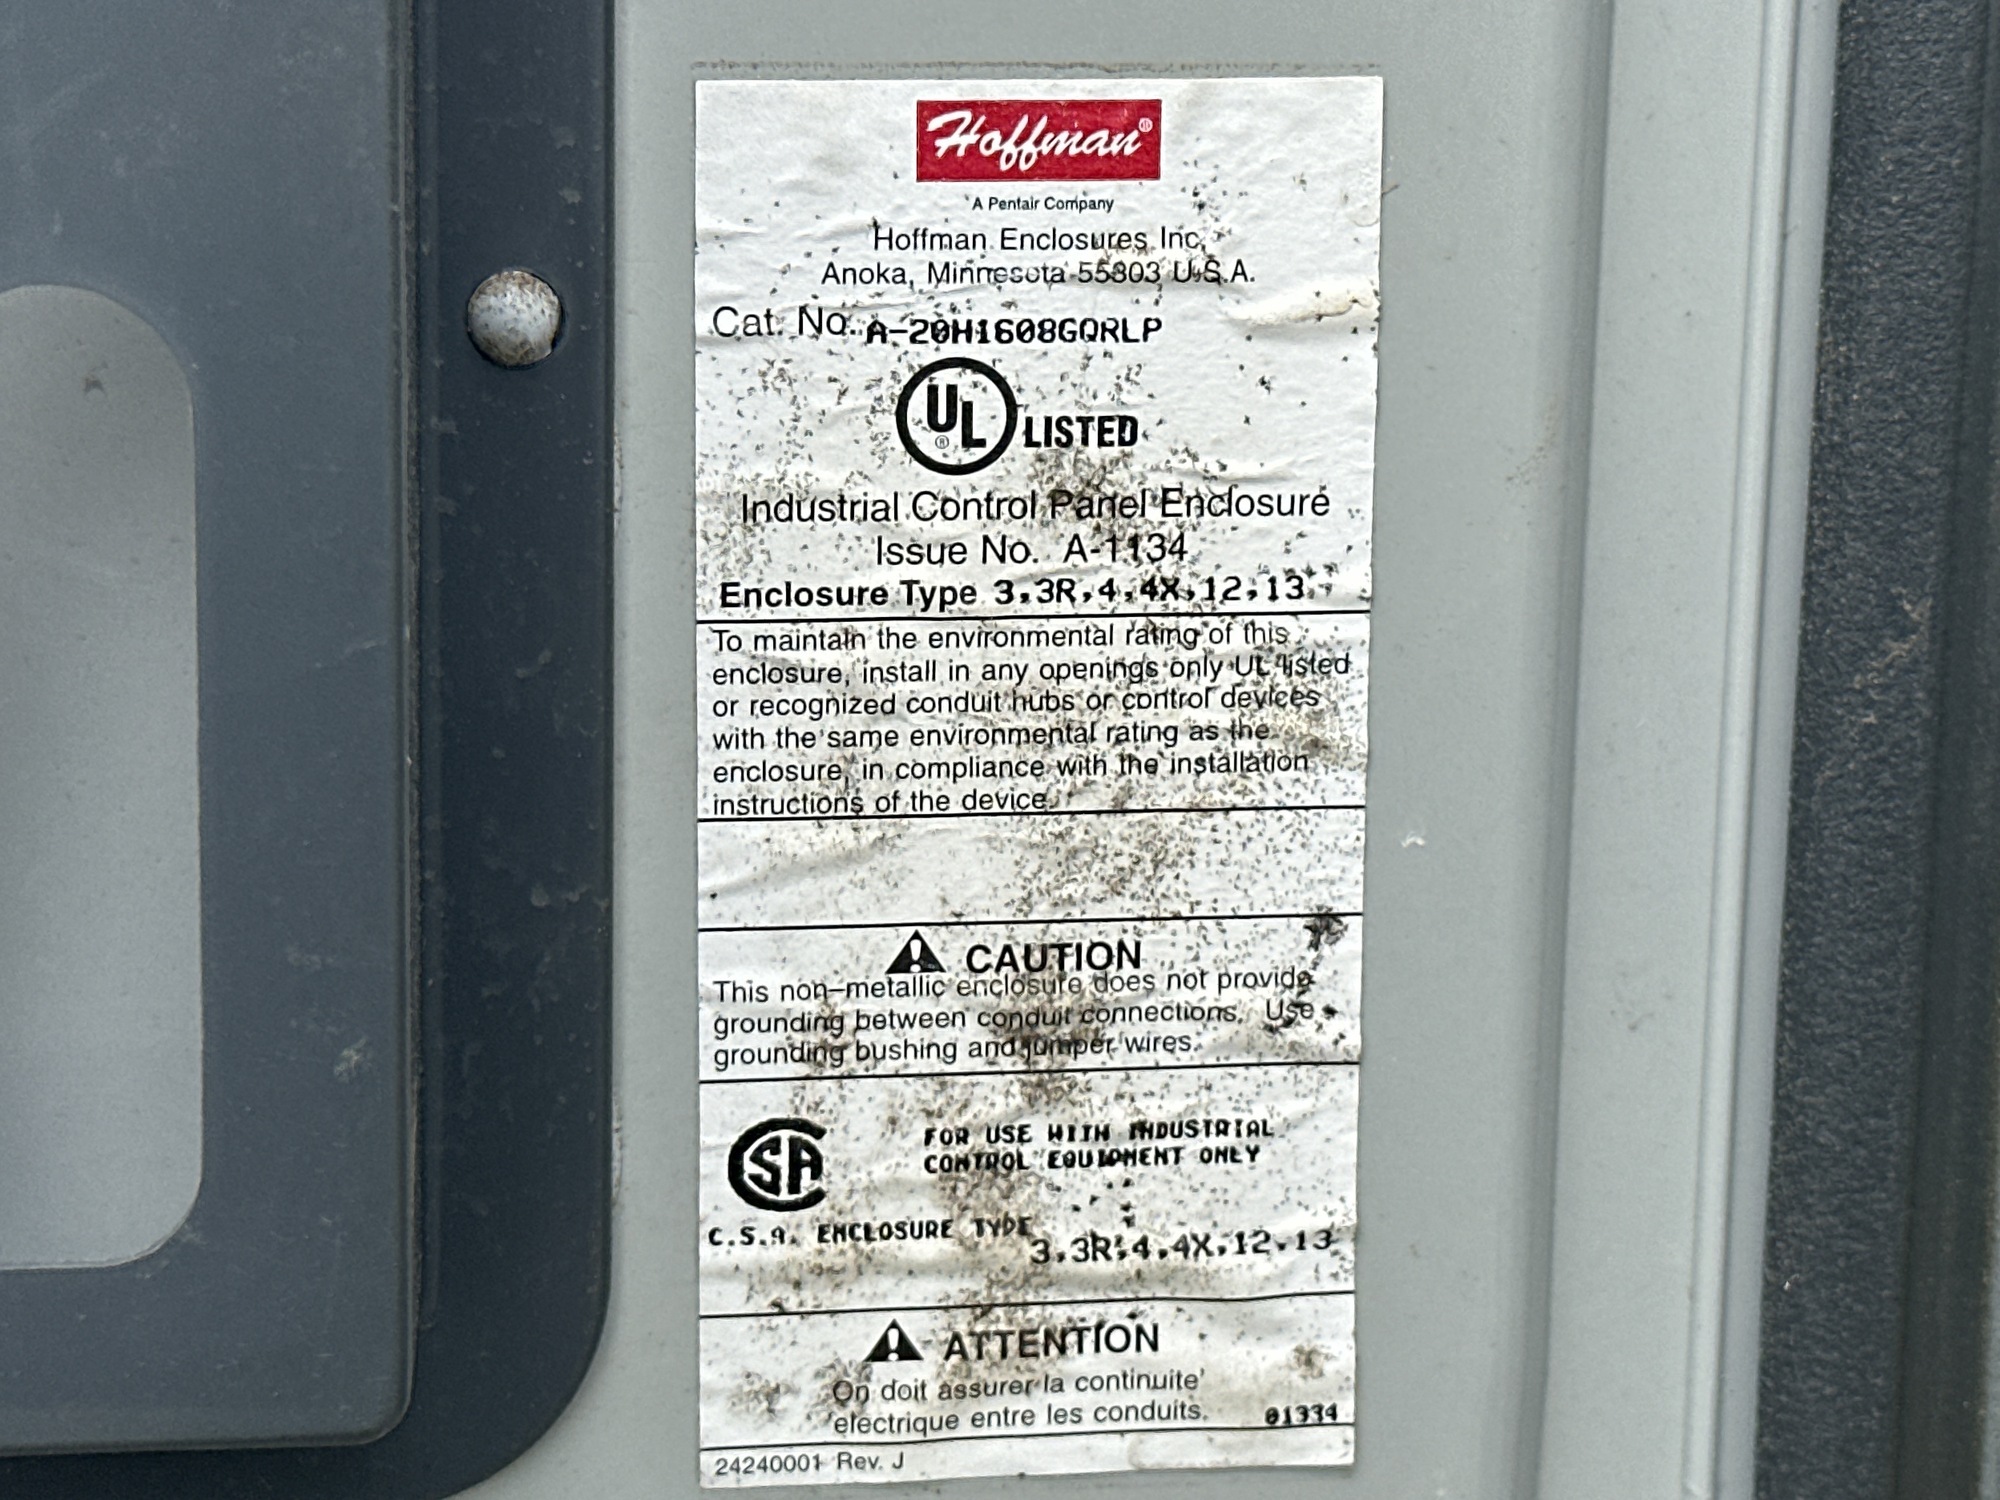 Hoffman®
A Pentair Company
Hoffman Enclosures Inc.
Anoka, Minnesota 55303 U.S.A.
Cat. No. A-20H1608GQRLP
UL® LISTED
Industrial Control Panel Enclosure
Issue No. A-1134
Enclosure Type 3,3R,4,4X,12,13
To maintain the environmental rating of this
enclosure, install in any openings only UL listed
or recognized conduit hubs or control devices
with the same environmental rating as the
enclosure, in compliance with the installation
instructions of the device.
CAUTION
This non-metallic enclosure does not provide
grounding between conduit connections. Use
grounding bushing and jumper wires.
CSA
FOR USE WITH INDUSTRIAL
CONTROL EQUIPMENT ONLY
C.S.A. ENCLOSURE TYPE 3,3R,4,4X,12,13
ATTENTION
On doit assurer la continuite'
electrique entre les conduits.
01334
24240001 Rev. J